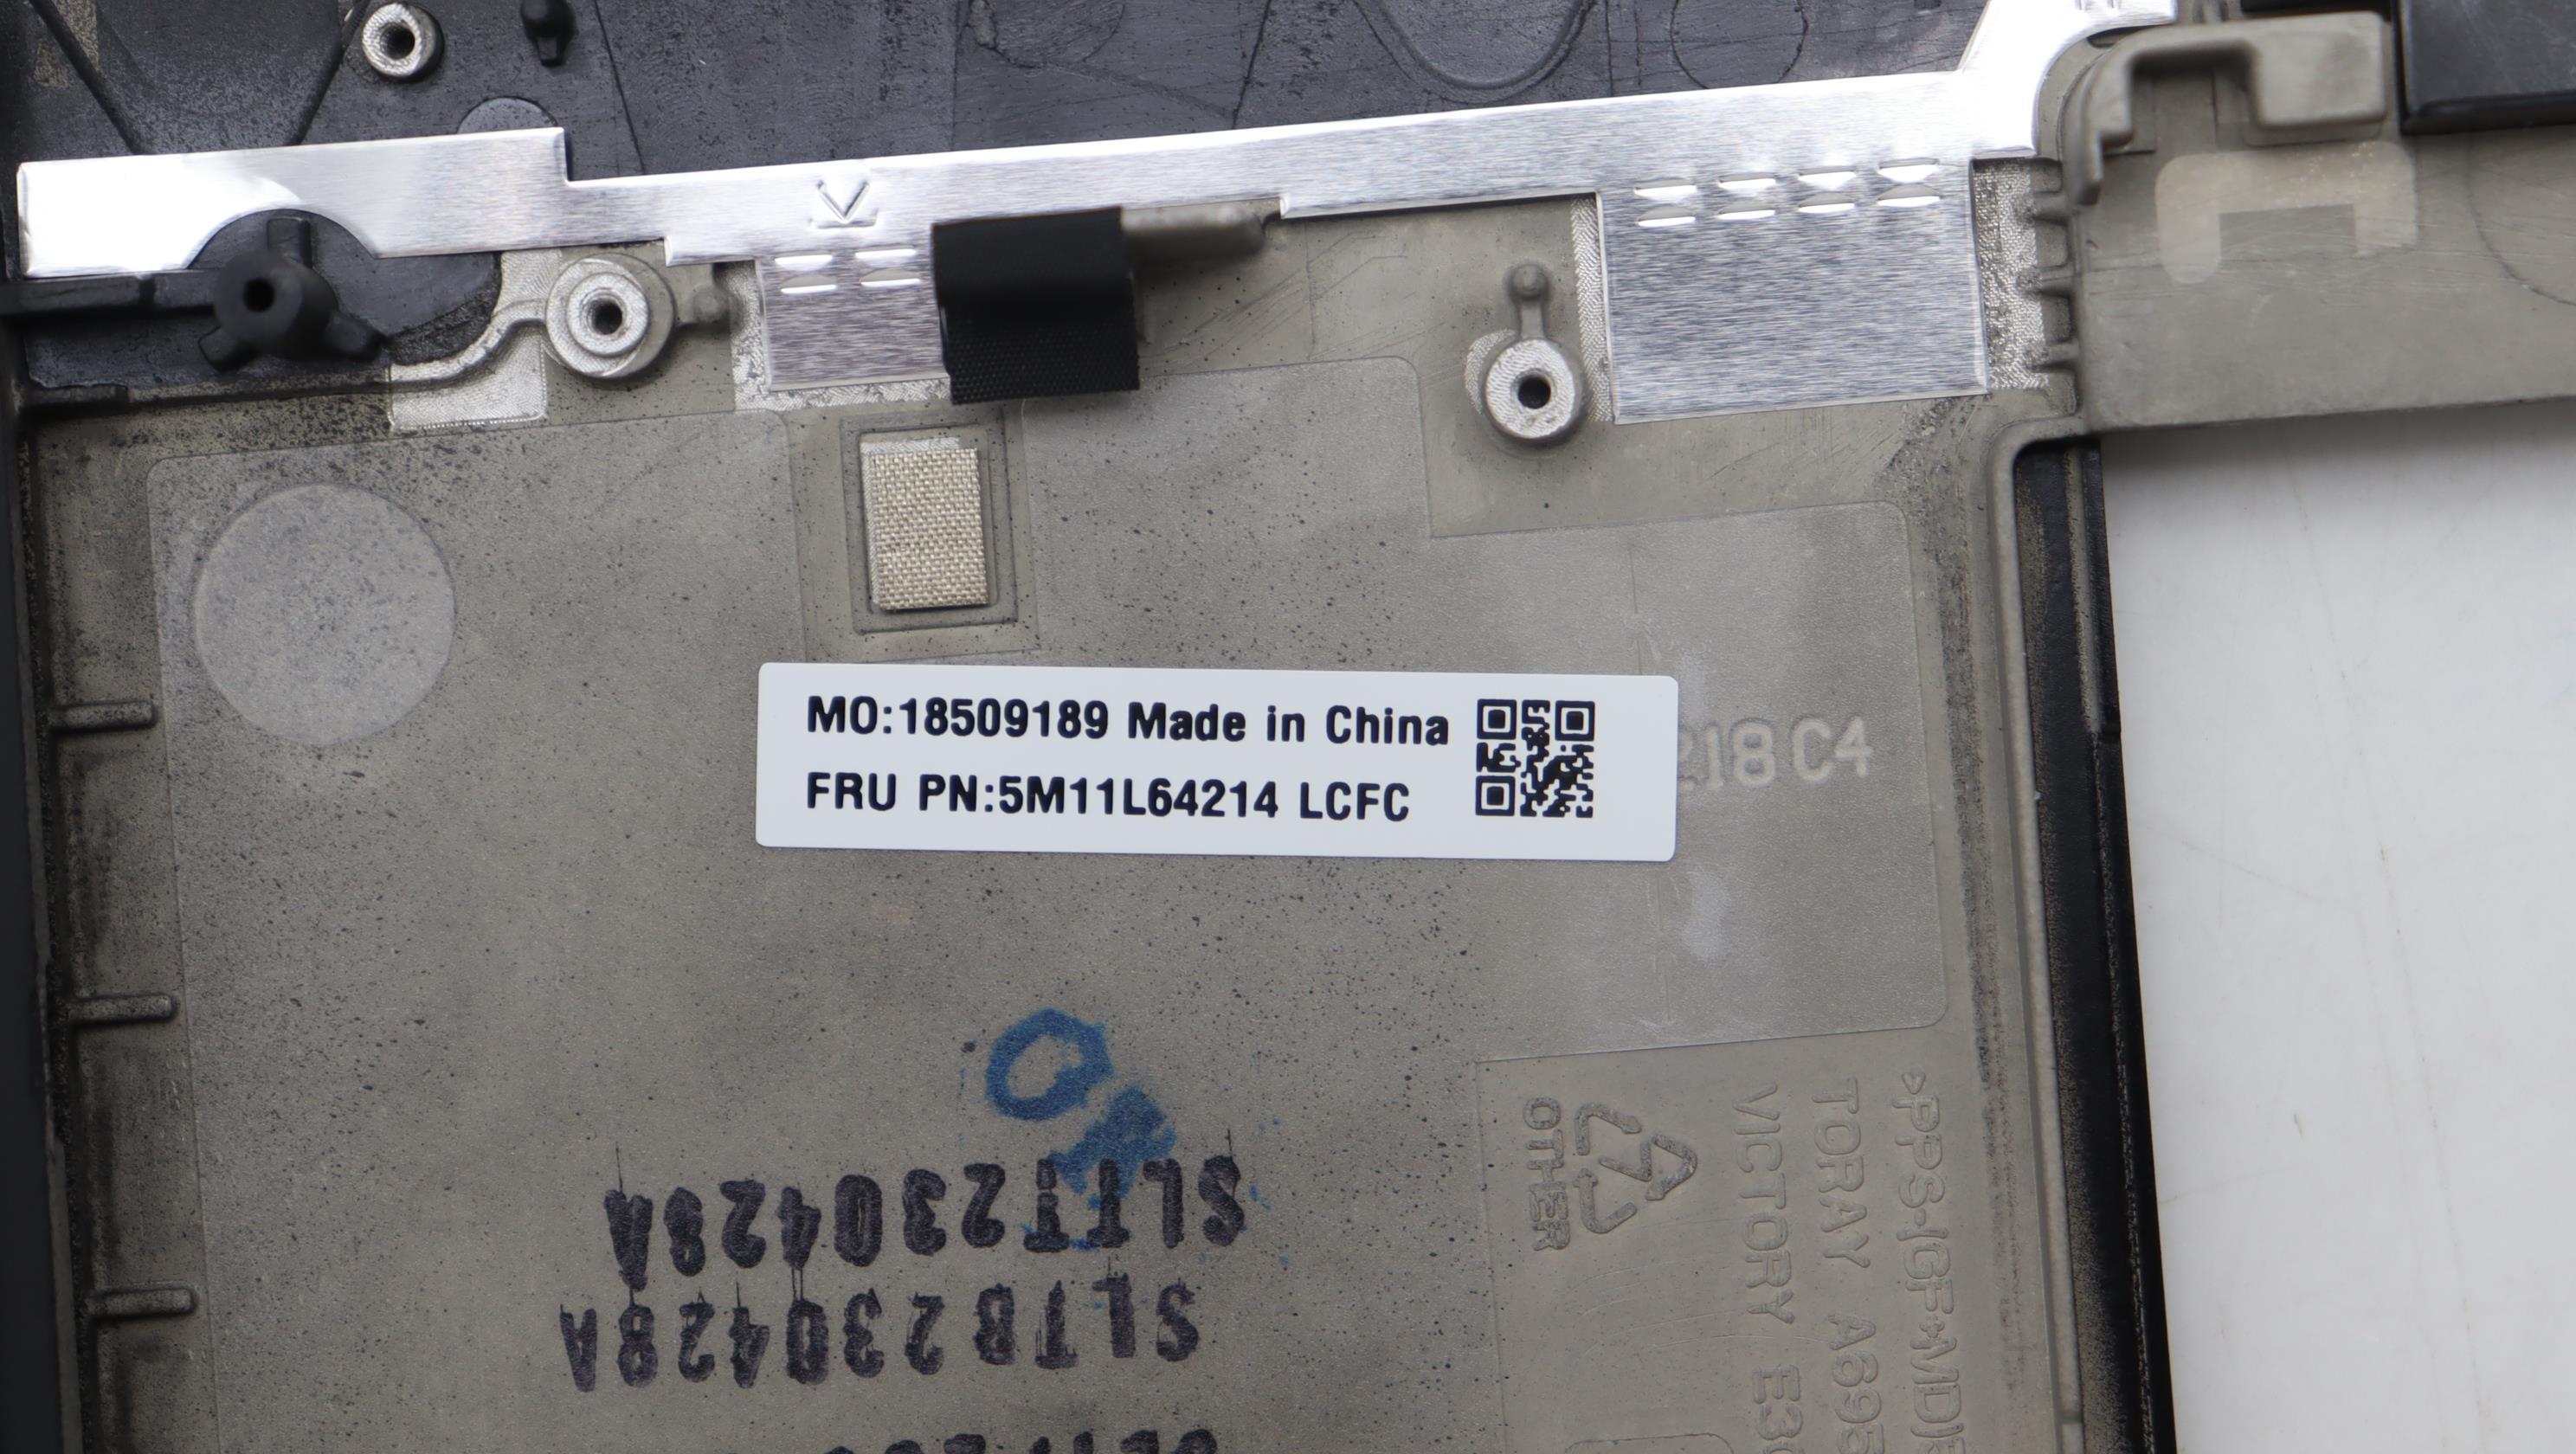 MO:18509189 Made in China
FRU PN:5M11L64214 LCFC
218 C4
OTHER
VICTORY
TORAY
>PPS-(GF+MD)
SLTT230428A
SLTB230428A